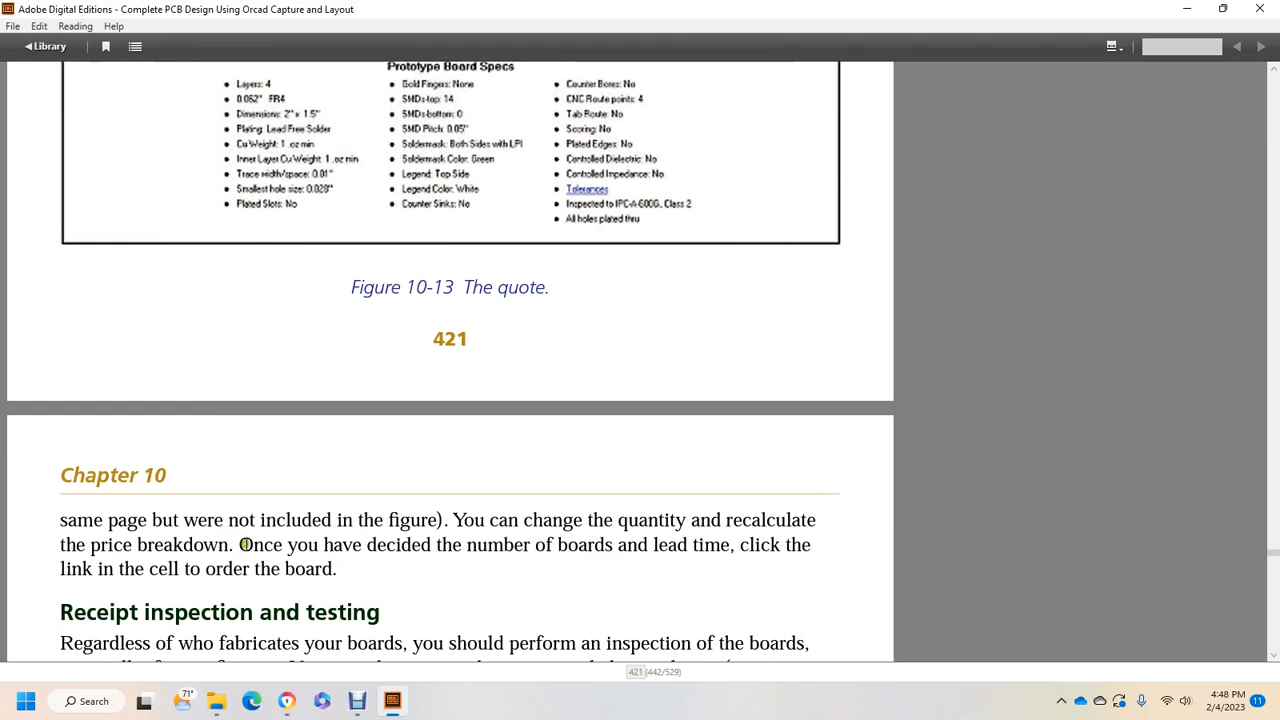 Adobe Digital Editions - Complete PCB Design Using Orcad Capture and Layout
File Edit Reading Help
Library
Prototype Board Specs
Layers: 4
0.062" FR4
Dimensions: 2" x 1.5"
Plating: Lead Free Solder
Cu Weight: 1 .oz min
Inner Layer Cu Weight: 1 .oz min
Trace width/space: 0.01"
Smallest hole size: 0.028"
Plated Slots: No
Gold Fingers: None
SMDs-top: 14
SMDs-bottom: 0
SMD Pitch: 0.05"
Soldermask: Both Sides with LPI
Soldermask Color: Green
Legend: Top Side
Legend Color: White
Counter Sinks: No
Counter Bores: No
CNC Route points: 4
Tab Route: No
Scoring: No
Plated Edges: No
Controlled Dielectric: No
Controlled Impedance: No
Tolerances
Inspected to IPC-A-600G, Class 2
All holes plated thru
Figure 10-13 The quote.
421
Chapter 10
same page but were not included in the figure). You can change the quantity and recalculate
the price breakdown. Once you have decided the number of boards and lead time, click the
link in the cell to order the board.
Receipt inspection and testing
Regardless of who fabricates your boards, you should perform an inspection of the boards,
421 (442/529)
71°
Search
4:48 PM
2/4/2023
11